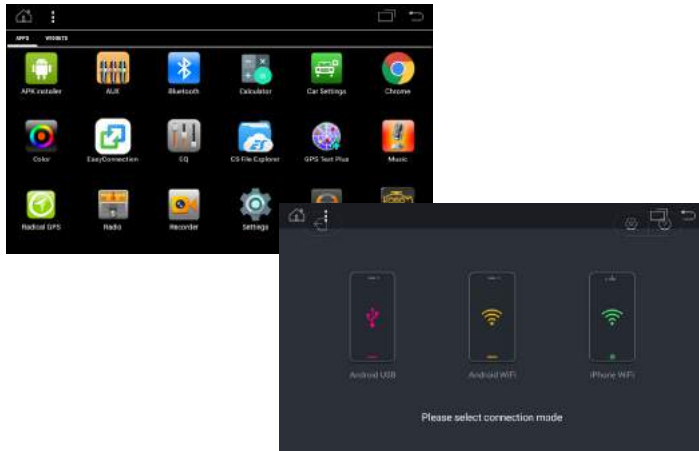 APPS WIDGETS
APK installer AUX Bluetooth Calculator Car Settings Chrome
Color EasyConnection EQ ES File Explorer GPS Test Plus Music
Radical GPS Radio Recorder Settings
Android USB Android WiFi iPhone WiFi
Please select connection made